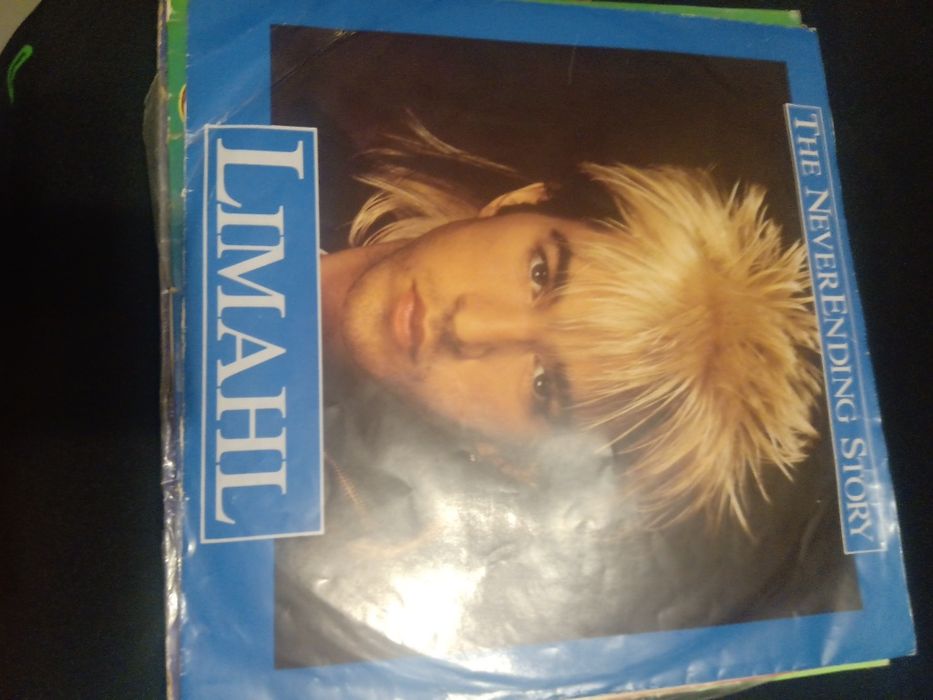 THE NEVERENDING STORY
LIMAHL